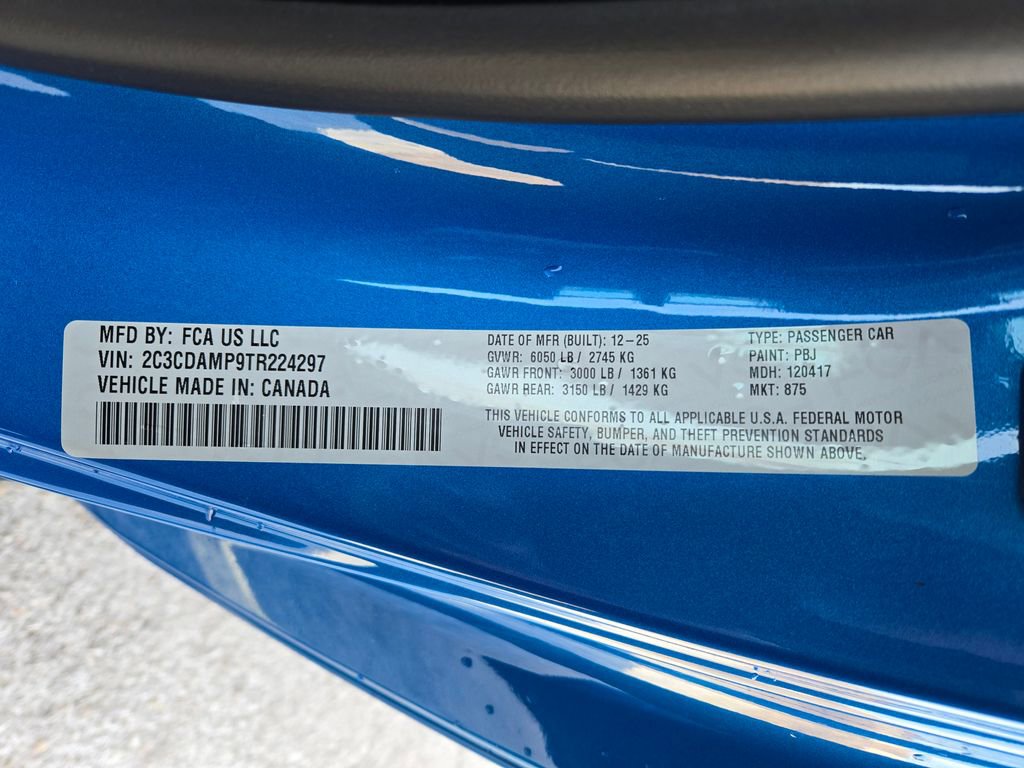 MFD BY: FCA US LLC
VIN: 2C3CDAMP9TR224297
VEHICLE MADE IN: CANADA
DATE OF MFR (BUILT): 12-25
GVWR: 6050 LB / 2745 KG
GAWR FRONT: 3000 LB / 1361 KG
GAWR REAR: 3150 LB / 1429 KG
TYPE: PASSENGER CAR
PAINT: PBJ
MDH: 120417
MKT: 875
THIS VEHICLE CONFORMS TO ALL APPLICABLE U.S.A. FEDERAL MOTOR
VEHICLE SAFETY, BUMPER, AND THEFT PREVENTION STANDARDS
IN EFFECT ON THE DATE OF MANUFACTURE SHOWN ABOVE.